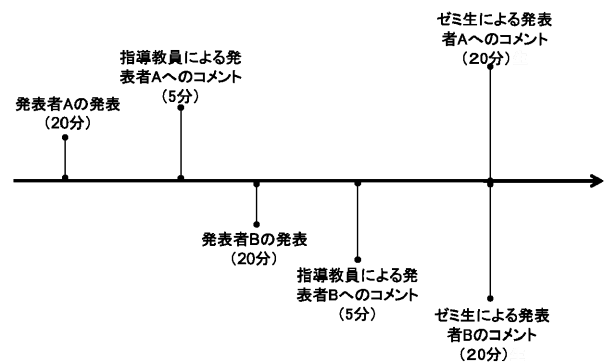 発表者Aの発表
(20分)
指導教員による発
表者Aへのコメント
(5分)
発表者Bの発表
(20分)
指導教員による発
表者Bへのコメント
(5分)
ゼミ生による発表
者Aへのコメント
(20分)
ゼミ生による発表
者Bのコメント
(20分)